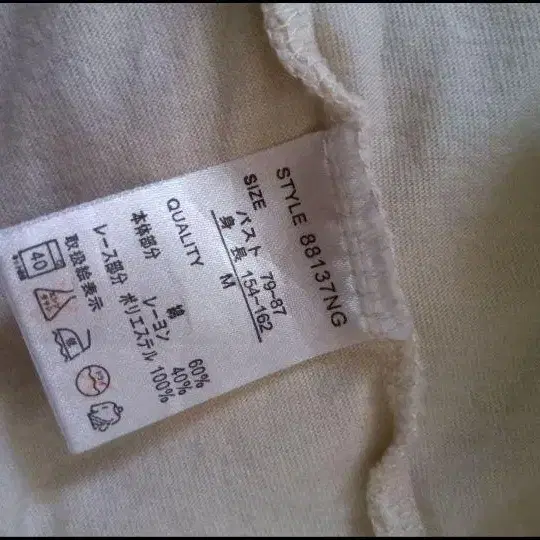 STYLE 88137NG
SIZE
バスト 79-87
身長 154-162
M
QUALITY
本体部分 綿 60%
レーヨン 40%
レース部分 ポリエステル 100%
取扱絵表示
40